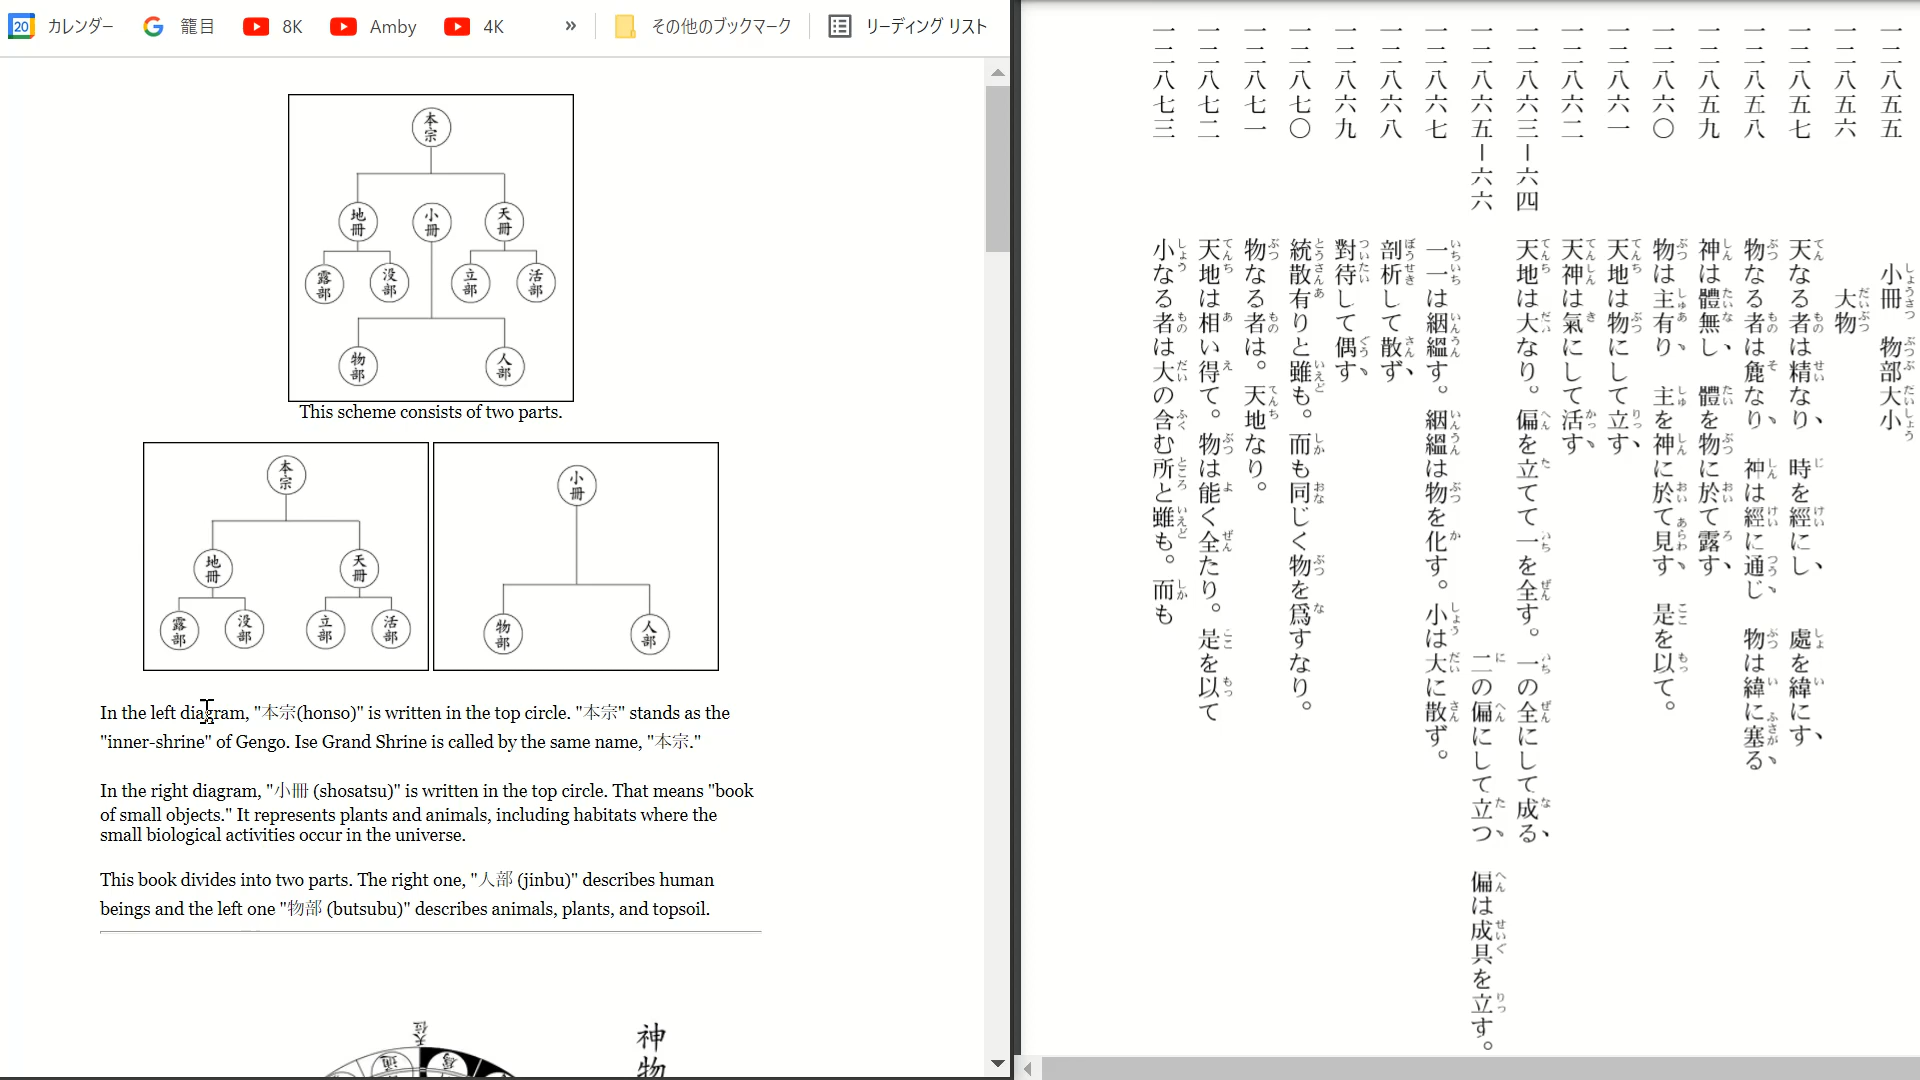 カレンダー
籠目
8K
Amby
4K
»
その他のブックマーク
リーディング リスト
本宗
地冊
小冊
天冊
露部
没部
立部
活部
物部
人部
This scheme consists of two parts.
本宗
地冊
天冊
露部
没部
立部
活部
小冊
物部
人部
In the left diagram, "本宗(honso)" is written in the top circle. "本宗" stands as the
"inner-shrine" of Gengo. Ise Grand Shrine is called by the same name, "本宗."
In the right diagram, "小冊 (shosatsu)" is written in the top circle. That means "book
of small objects." It represents plants and animals, including habitats where the
small biological activities occur in the universe.
This book divides into two parts. The right one, "人部 (jinbu)" describes human
beings and the left one "物部 (butsubu)" describes animals, plants, and topsoil.
天位
通
神物
一二八五五 小冊 物部大小
一二八五六 大物
一二八五七 天なる者は精なり、 時を經にし、 處を緯にす、
一二八五八 物なる者は麁なり、 神は經に通じ、 物は緯に塞る、
一二八五九 神は體無し、 體を物に於て露す、
一二八六〇 物は主有り、 主を神に於て見す、 是を以て。
一二八六一 天地は物にして立す、
一二八六二 天神は氣にして活す、
一二八六三-六四 天地は大なり。偏を立てて一を全す。一の全にして成る、
一二八六五-六六 二の偏にして立つ、 偏は成具を立す。
一二八六七 一一は絪縕す。絪縕は物を化す。小は大に散ず。
一二八六八 剖析して散ず、
一二八六九 對待して偶す、
一二八七〇 統散有りと雖も。而も同じく物を爲すなり。
一二八七一 物なる者は。天地なり。
一二八七二 天地は相い得て。物は能く全たり。是を以て
一二八七三 小なる者は大の含む所と雖も。而も